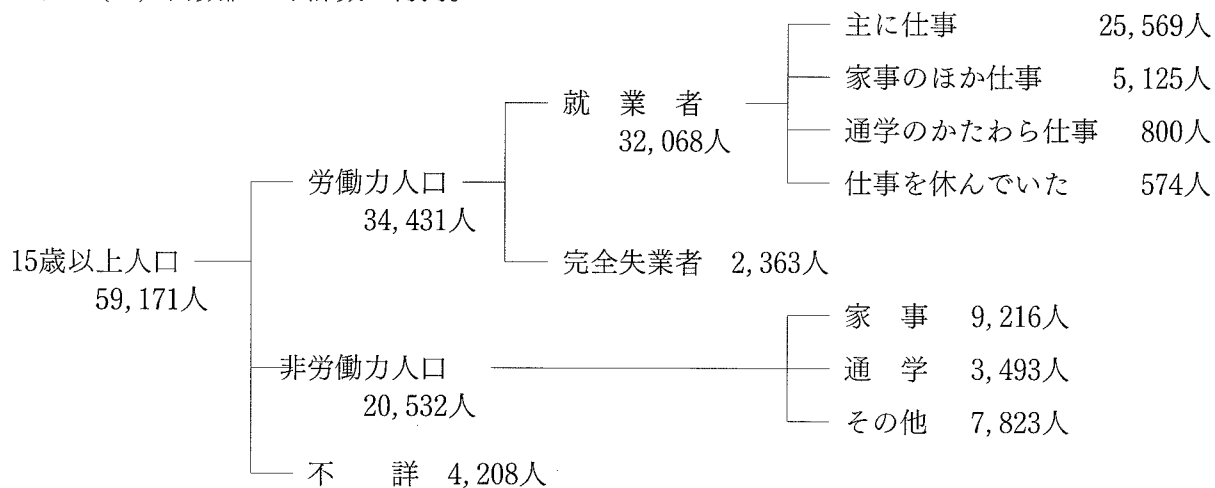 主に仕事 25,569人
家事のほか仕事 5,125人
就業者
32,068人
通学のかたわら仕事 800人
労働力人口
34,431人
仕事を休んでいた 574人
15歳以上人口
59,171人
完全失業者 2,363人
家事 9,216人
非労働力人口
20,532人
通学 3,493人
その他 7,823人
不詳 4,208人